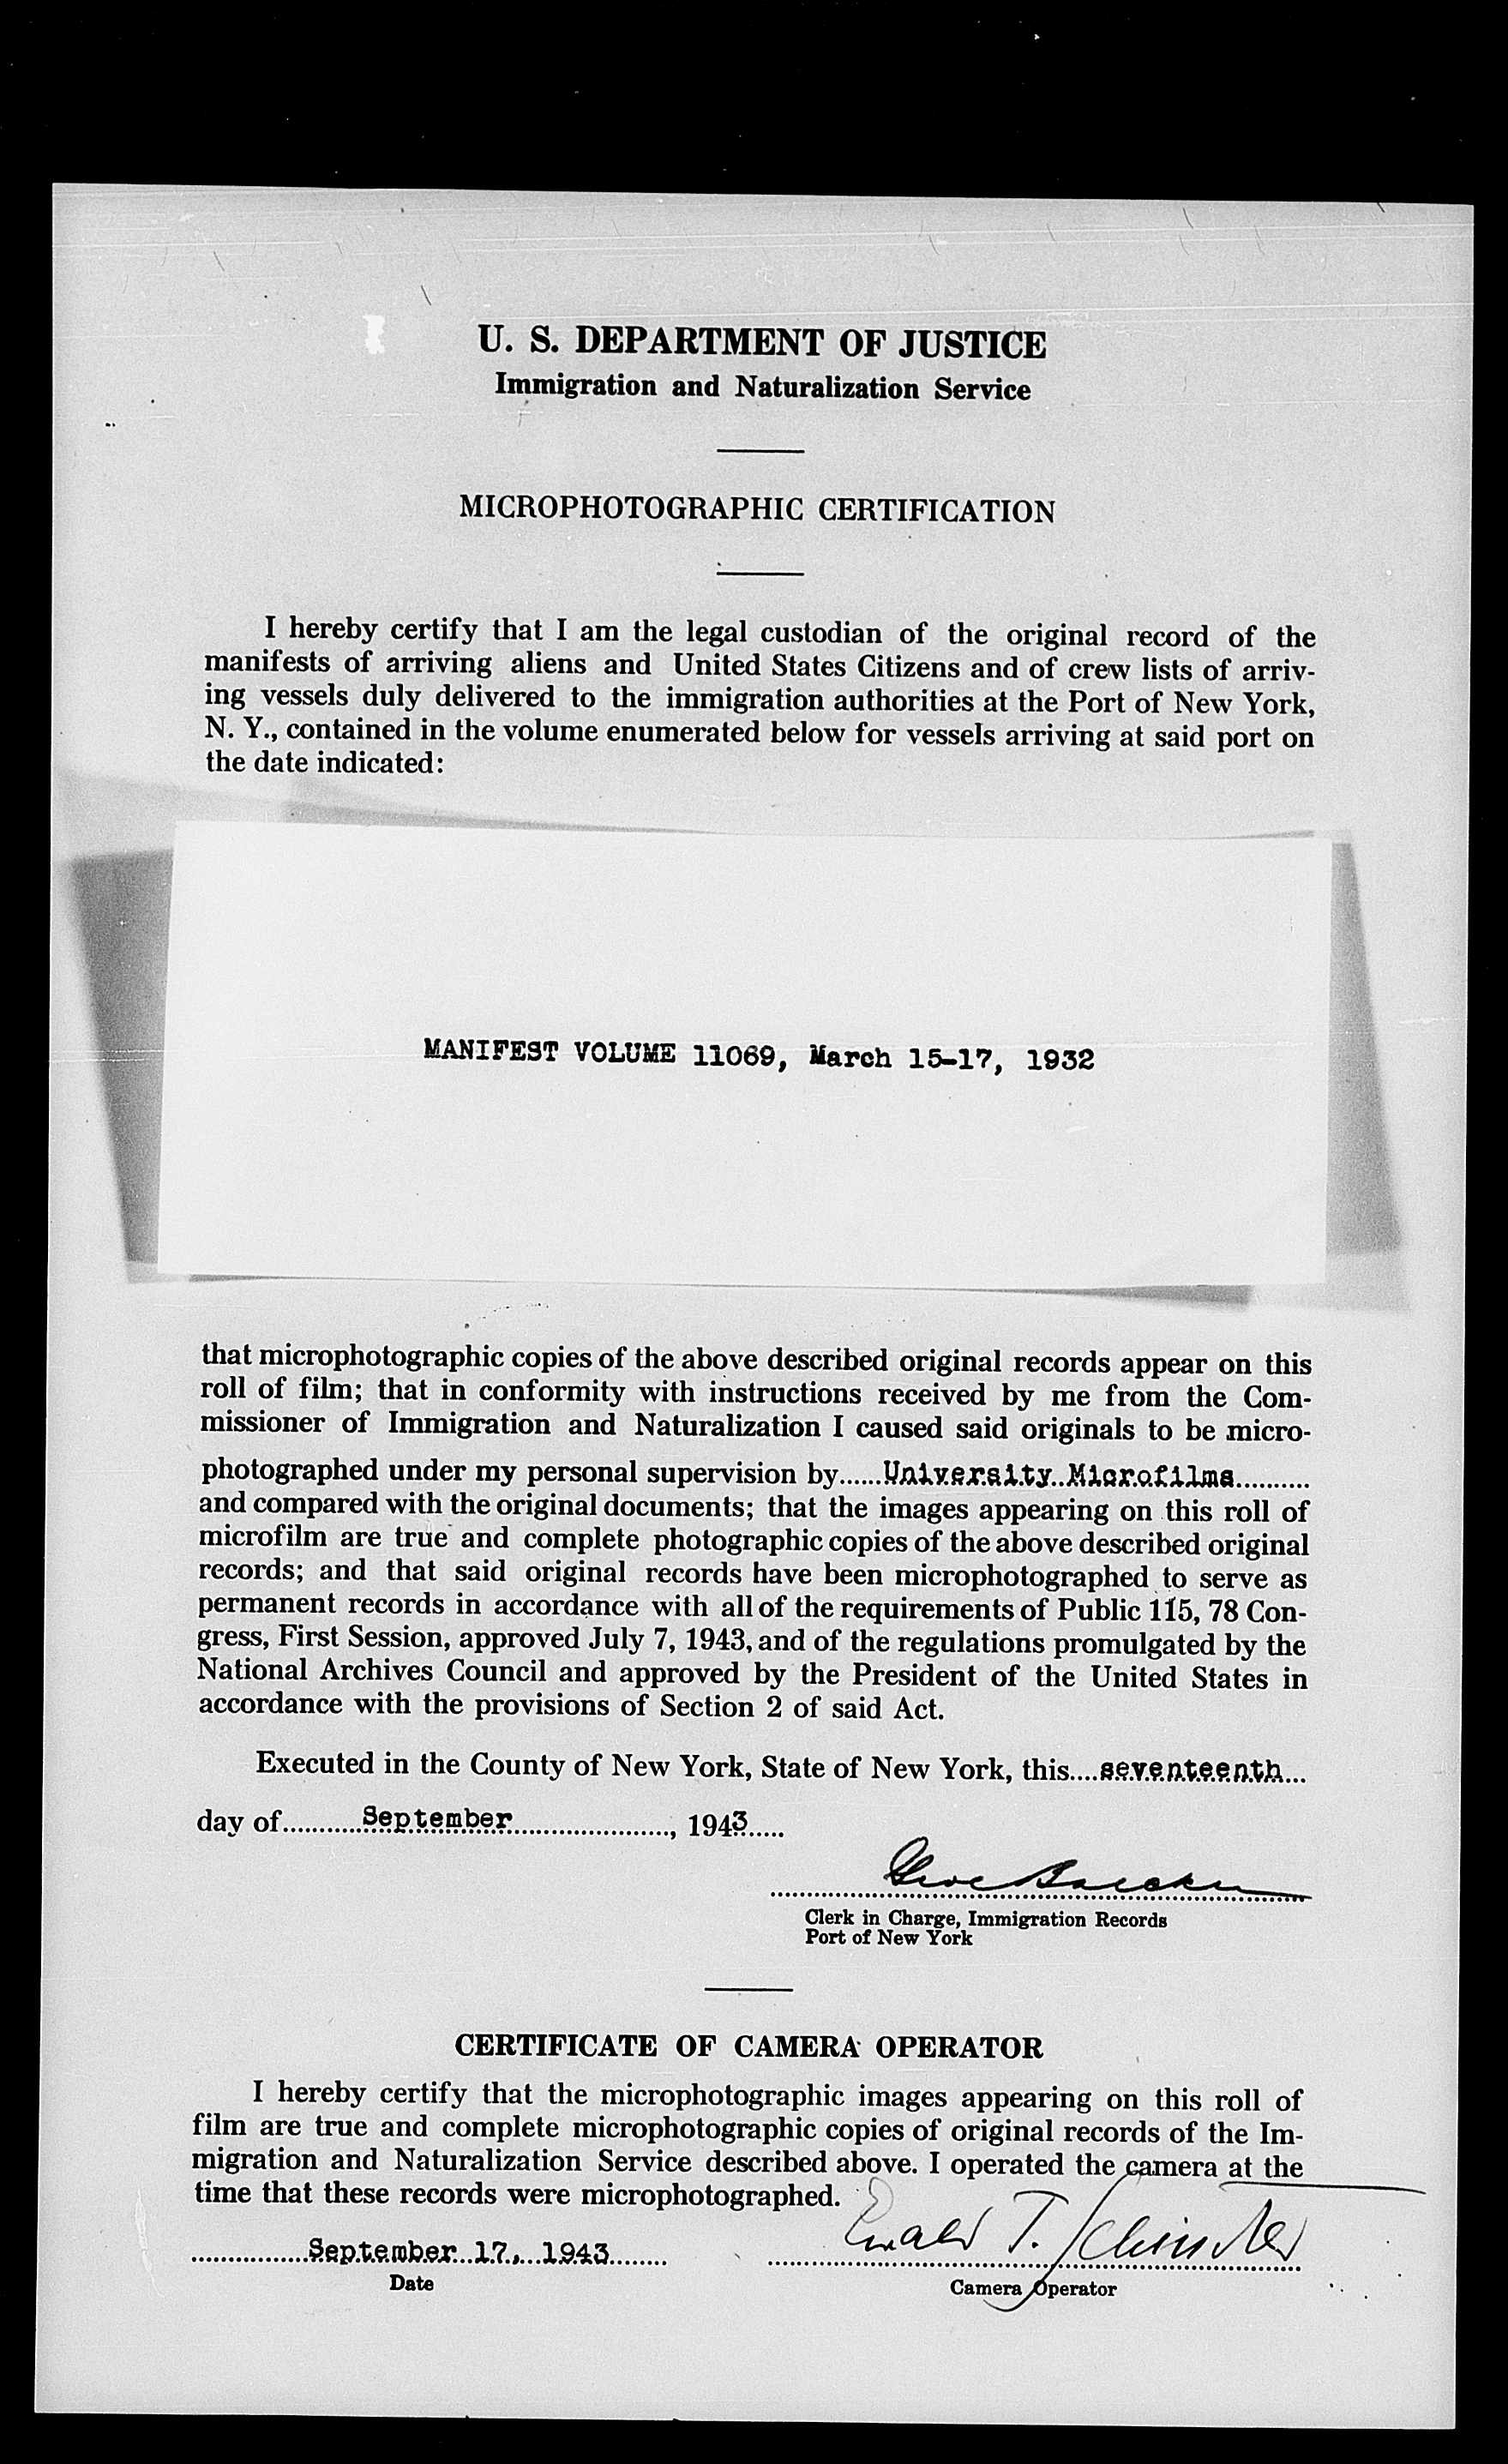 U. S. DEPARTMENT OF JUSTICE
Immigration and Naturalization Service
MICROPHOTOGRAPHIC CERTIFICATION
I hereby certify that I am the legal custodian of the original record of the
manifests of arriving aliens and United States Citizens and of crew lists of arriv-
ing vessels duly delivered to the immigration authorities at the Port of New York,
N. Y., contained in the volume enumerated below for vessels arriving at said port on
the date indicated:
MANIFEST VOLUME 11069, March 15-17, 1932
that microphotographic copies of the above described original records appear on this
roll of film; that in conformity with instructions received by me from the Com-
missioner of Immigration and Naturalization I caused said originals to be micro-
photographed under my personal supervision by......University Microfilms..........
and compared with the original documents; that the images appearing on this roll of
microfilm are true and complete photographic copies of the above described original
records; and that said original records have been microphotographed to serve as
permanent records in accordance with all of the requirements of Public 115, 78 Con-
gress, First Session, approved July 7, 1943, and of the regulations promulgated by the
National Archives Council and approved by the President of the United States in
accordance with the provisions of Section 2 of said Act.
Executed in the County of New York, State of New York, this....seventeenth...
day of...........September......................, 1943.....
Clerk in Charge, Immigration Records
Port of New York
CERTIFICATE OF CAMERA OPERATOR
I hereby certify that the microphotographic images appearing on this roll of
film are true and complete microphotographic copies of original records of the Im-
migration and Naturalization Service described above. I operated the camera at the
time that these records were microphotographed.
................September 17, 1943........ Ewald T.
Date
Camera Operator